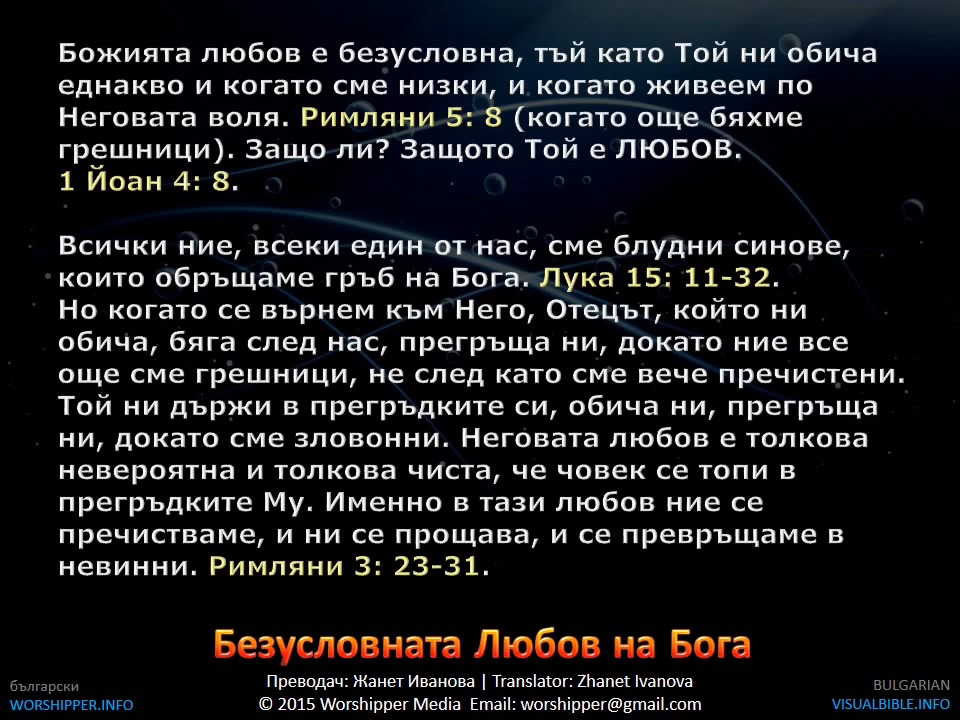 Божията любов е безусловна, тъй като Той ни обича
еднакво и когато сме низки, и когато живеем по
Неговата воля. Римляни 5: 8 (когато още бяхме
грешници). Защо ли? Защото Той е ЛЮБОВ.
1 Йоан 4: 8.
Всички ние, всеки един от нас, сме блудни синове,
които обръщаме гръб на Бога. Лука 15: 11-32.
Но когато се върнем към Него, Отецът, който ни
обича, бяга след нас, прегръща ни, докато ние все
още сме грешници, не след като сме вече пречистени.
Той ни държи в прегръдките си, обича ни, прегръща
ни, докато сме зловонни. Неговата любов е толкова
невероятна и толкова чиста, че човек се топи в
прегръдките Му. Именно в тази любов ние се
пречистваме, и ни се прощава, и се превръщаме в
невинни. Римляни 3: 23-31.
Безусловната Любов на Бога
Преводач: Жанет Иванова | Translator: Zhanet Ivanova
© 2015 Worshipper Media Email: worshipper@gmail.com
български
WORSHIPPER.INFO
BULGARIAN
VISUALBIBLE.INFO